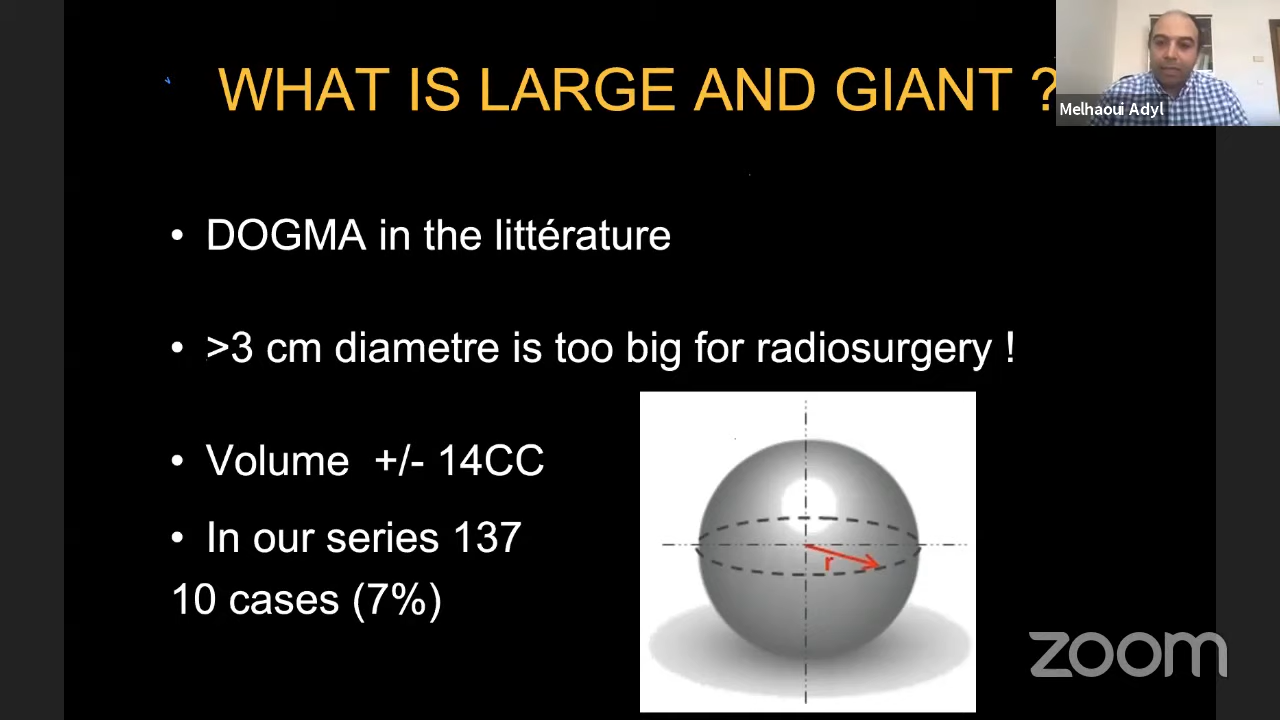 WHAT IS LARGE AND GIANT ?
Melhaoui Adyl
• DOGMA in the littérature
• >3 cm diametre is too big for radiosurgery !
• Volume +/- 14CC
• In our series 137
10 cases (7%)
r
zoom